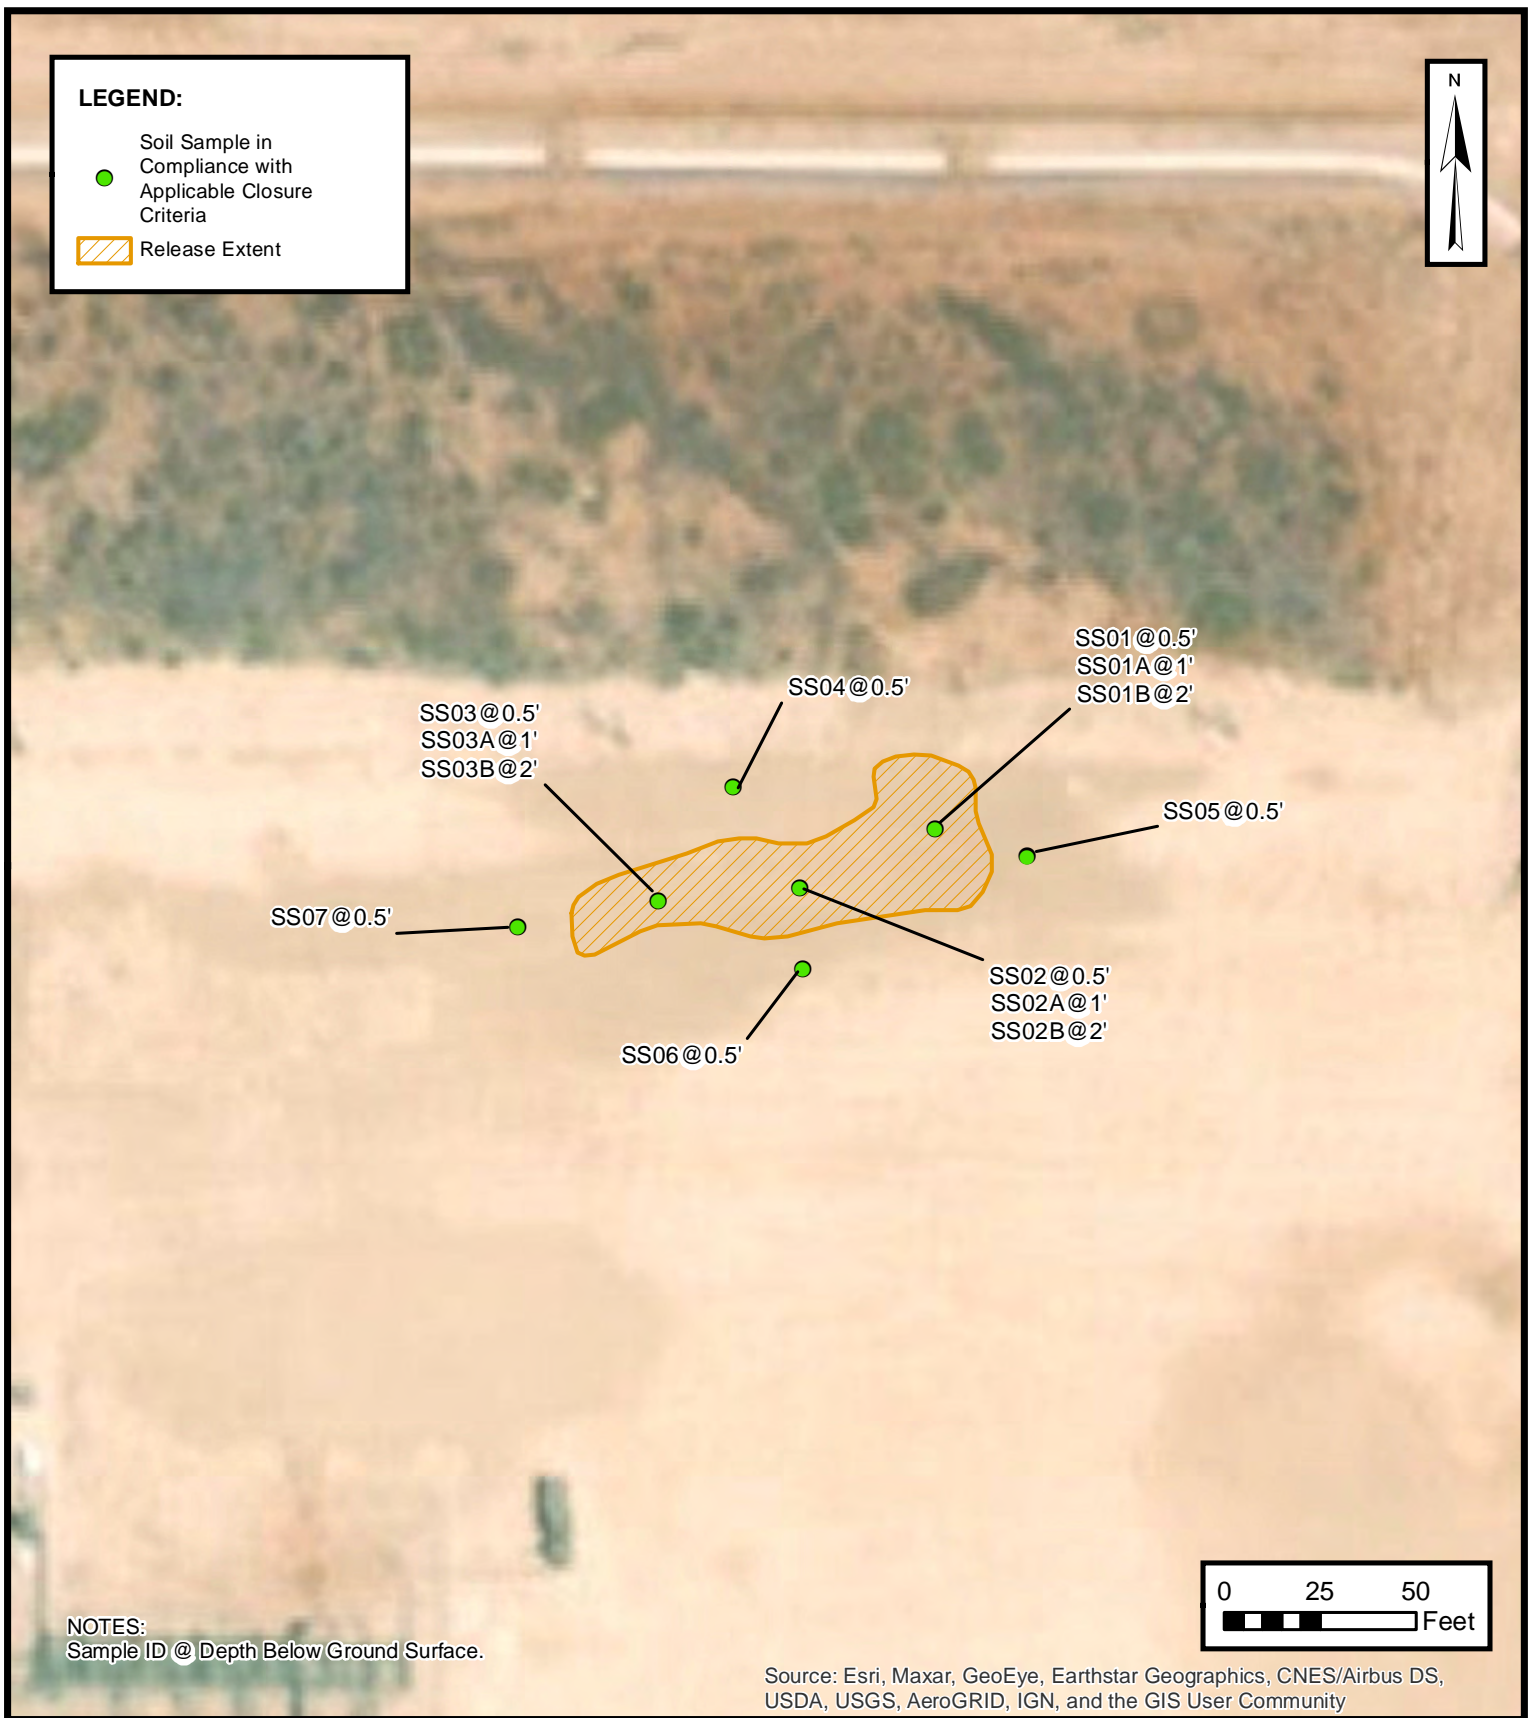 LEGEND:
Soil Sample in
Compliance with
Applicable Closure
Criteria
Release Extent
N
SS01@0.5'
SS01A@1'
SS01B@2'
SS04@0.5'
SS03@0.5'
SS03A@1'
SS03B@2'
SS05@0.5'
SS07@0.5'
SS02@0.5'
SS02A@1'
SS02B@2'
SS06@0.5'
0 25 50
Feet
NOTES:
Sample ID @ Depth Below Ground Surface.
Source: Esri, Maxar, GeoEye, Earthstar Geographics, CNES/Airbus DS,
USDA, USGS, AeroGRID, IGN, and the GIS User Community